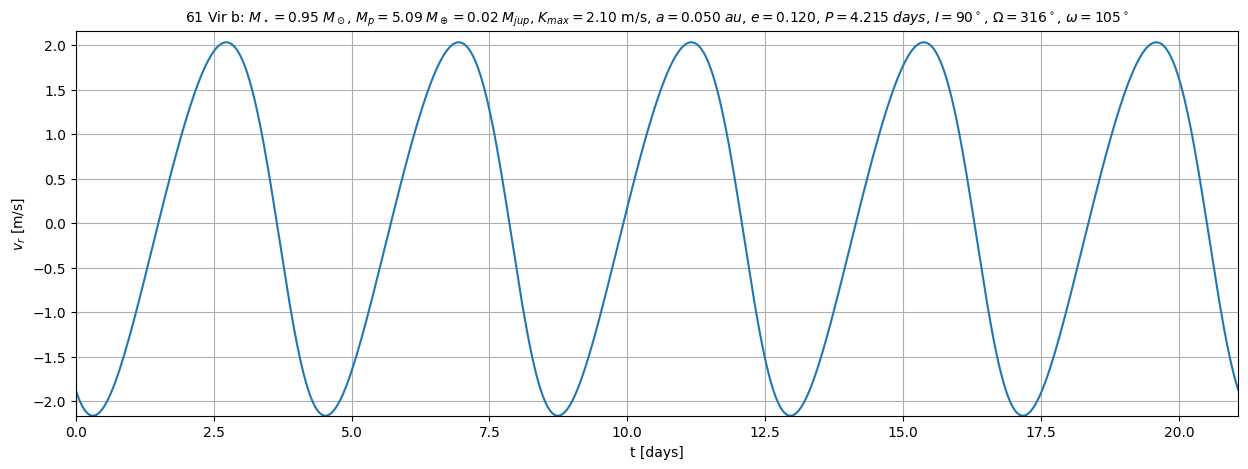 61 Vir b: M⋆ = 0.95 M⊙, Mp = 5.09 M⊕ = 0.02 Mjup, Kmax = 2.10 m/s, a = 0.050 au, e = 0.120, P = 4.215 days, I = 90°, Ω = 316°, ω = 105°
2.0
1.5
1.0
0.5
0.0
−0.5
−1.0
−1.5
−2.0
vr [m/s]
0.0 2.5 5.0 7.5 10.0 12.5 15.0 17.5 20.0
t [days]